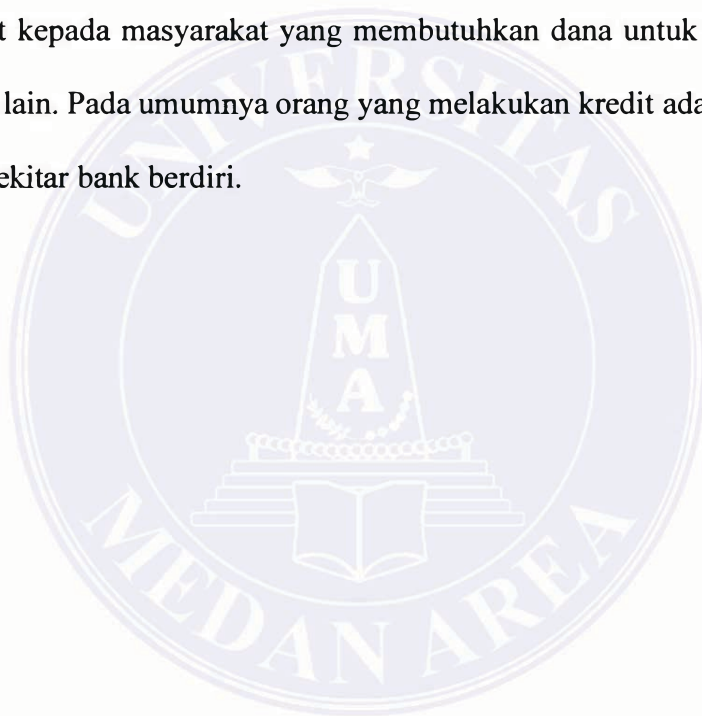 t kepada masyarakat yang membutuhkan dana untuk
lain. Pada umumnya orang yang melakukan kredit ada
ekitar bank berdiri.
UNIVERSITAS
U
M
A
MEDAN AREA